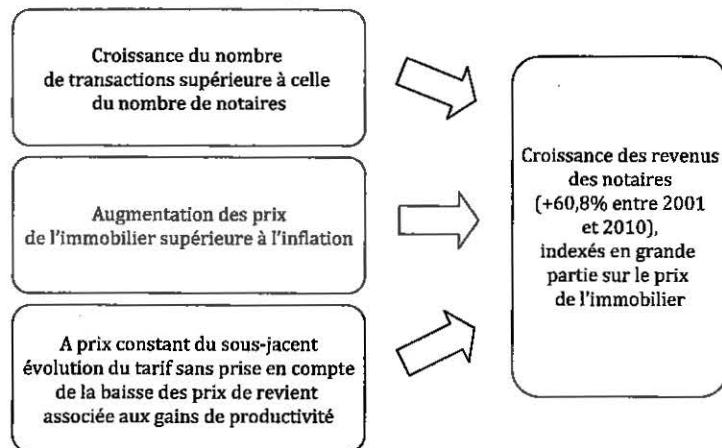 Croissance du nombre
de transactions supérieure à celle
du nombre de notaires
Augmentation des prix
de l'immobilier supérieure à l'inflation
A prix constant du sous-jacent
évolution du tarif sans prise en compte
de la baisse des prix de revient
associée aux gains de productivité
Croissance des revenus
des notaires
(+60,8% entre 2001
et 2010),
indexés en grande
partie sur le prix
de l'immobilier